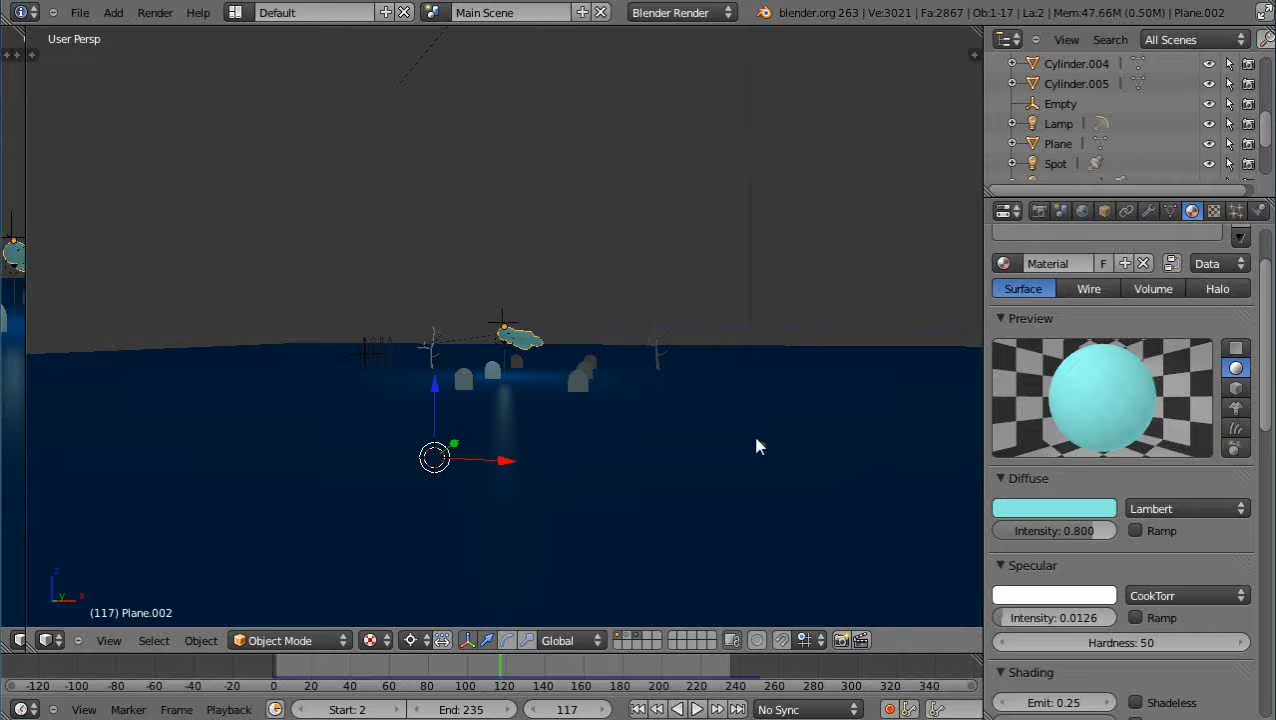 File Add Render Help Default Main Scene Blender Render blender.org 263 | Ve:3021 | Fa:2867 | Ob:1-17 | La:2 | Mem:47.66M (0.50M) | Plane.002
User Persp
View Search All Scenes
Cylinder.004
Cylinder.005
Empty
Lamp
Plane
Spot
Material F Data
Surface Wire Volume Halo
Preview
Diffuse
Lambert
Intensity: 0.800 Ramp
Specular
CookTorr
Intensity: 0.0126 Ramp
Hardness: 50
Shading
Emit: 0.25 Shadeless
z
y x
(117) Plane.002
View Select Object Object Mode Global
-120 -100 -80 -60 -40 -20 0 20 40 60 80 100 120 140 160 180 200 220 240 260 280 300 320 340
View Marker Frame Playback Start: 2 End: 235 117 No Sync